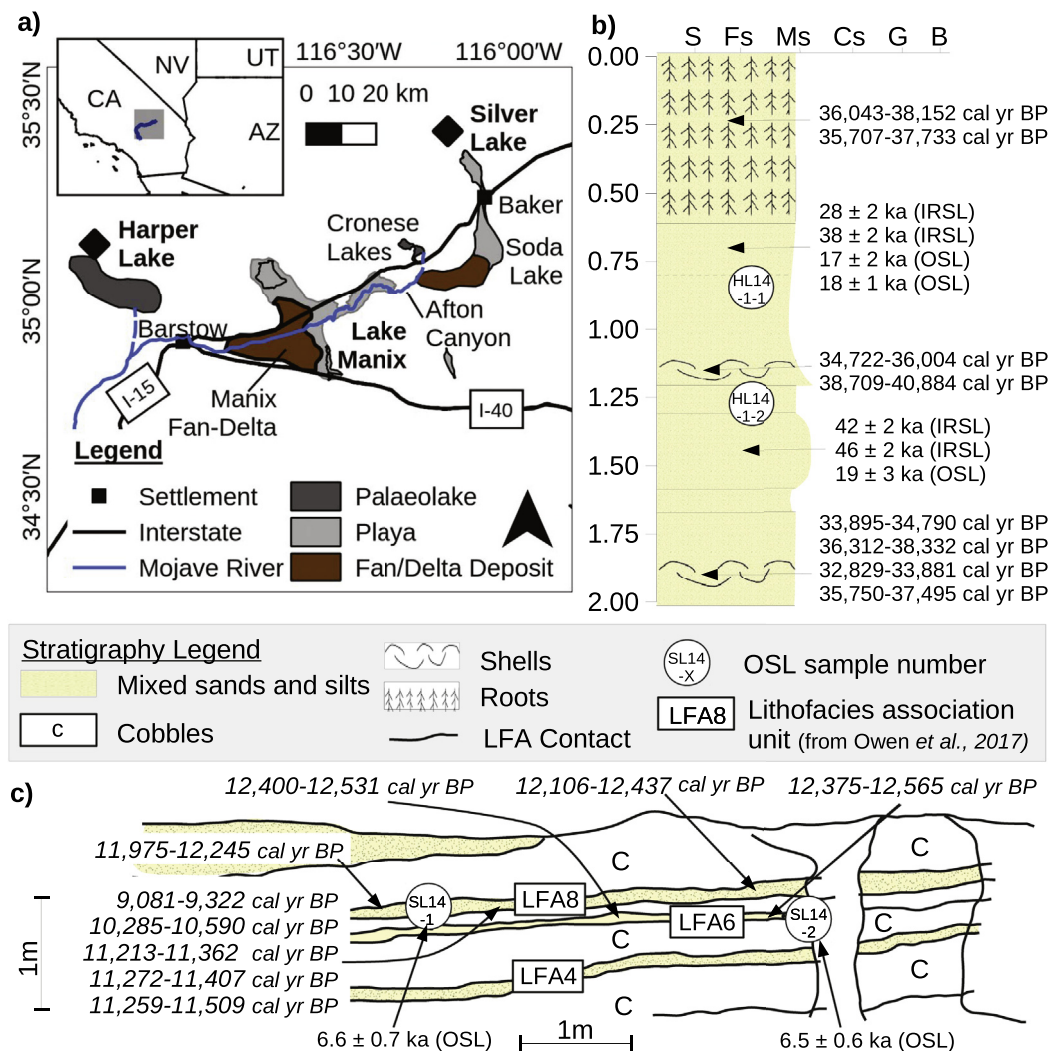 a)
116°30′W
116°00′W
35°30′N
35°00′N
34°30′N
NV
UT
CA
AZ
0 10 20 km
Silver
Lake
Baker
Cronese
Lakes
Soda
Lake
Harper
Lake
Afton
Canyon
Barstow
Lake
Manix
I-15
Manix
Fan-Delta
I-40
Legend
Settlement
Interstate
Mojave River
Palaeolake
Playa
Fan/Delta Deposit
b)
S Fs Ms Cs G B
0.00
0.25
0.50
0.75
1.00
1.25
1.50
1.75
2.00
36,043-38,152 cal yr BP
35,707-37,733 cal yr BP
28 ± 2 ka (IRSL)
38 ± 2 ka (IRSL)
17 ± 2 ka (OSL)
18 ± 1 ka (OSL)
HL14
-1-1
34,722-36,004 cal yr BP
38,709-40,884 cal yr BP
HL14
-1-2
42 ± 2 ka (IRSL)
46 ± 2 ka (IRSL)
19 ± 3 ka (OSL)
33,895-34,790 cal yr BP
36,312-38,332 cal yr BP
32,829-33,881 cal yr BP
35,750-37,495 cal yr BP
Stratigraphy Legend
Mixed sands and silts
c
Cobbles
Shells
Roots
LFA Contact
SL14
-X
OSL sample number
LFA8
Lithofacies association
unit (from Owen et al., 2017)
c)
12,400-12,531 cal yr BP
12,106-12,437 cal yr BP
12,375-12,565 cal yr BP
11,975-12,245 cal yr BP
9,081-9,322 cal yr BP
10,285-10,590 cal yr BP
11,213-11,362 cal yr BP
11,272-11,407 cal yr BP
11,259-11,509 cal yr BP
1m
C
C
SL14
-1
LFA8
LFA6
SL14
-2
C
C
LFA4
C
C
6.6 ± 0.7 ka (OSL)
1m
6.5 ± 0.6 ka (OSL)